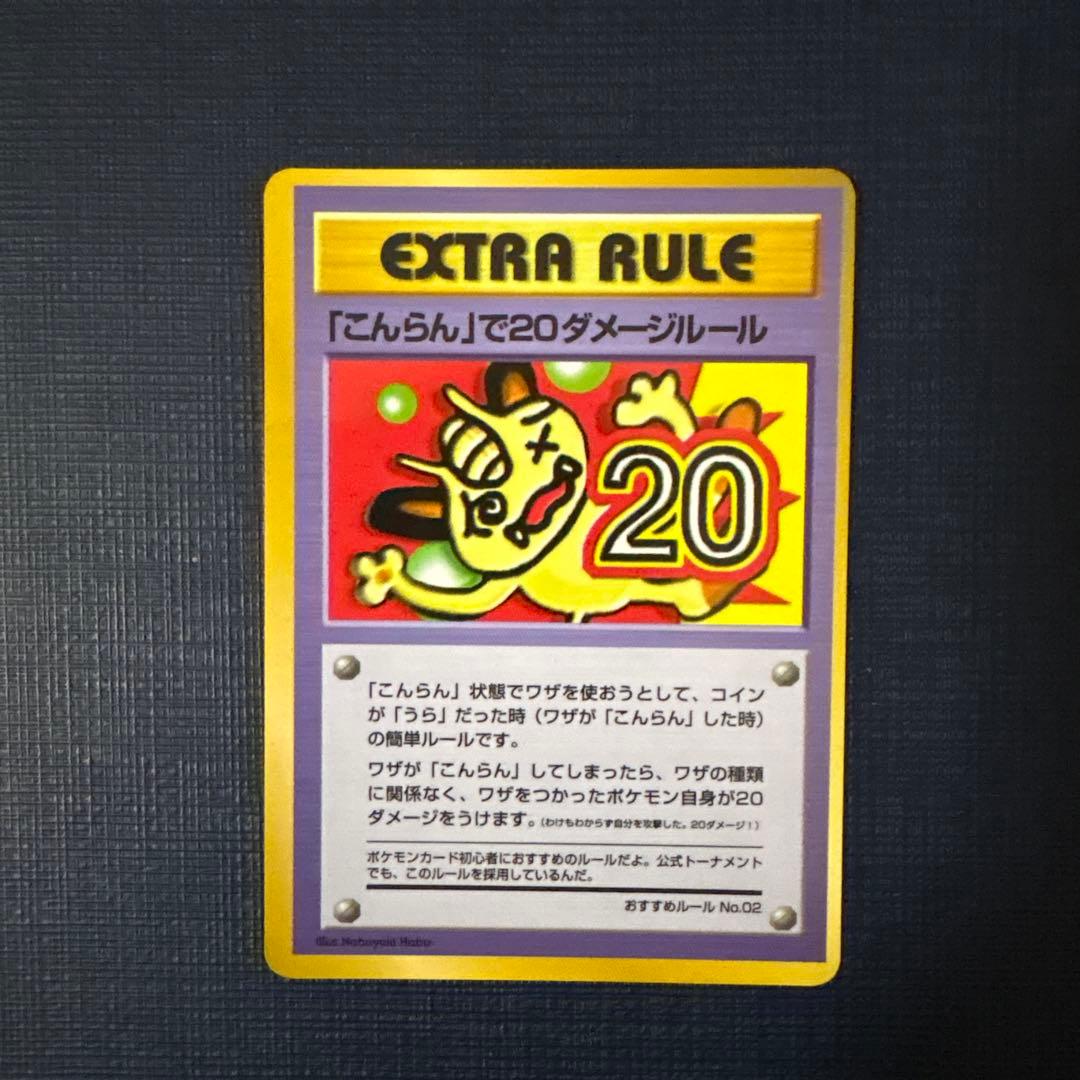 EXTRA RULE
「こんらん」で20ダメージルール
20
「こんらん」状態でワザを使おうとして、コイン
が「うら」だった時（ワザが「こんらん」した時）
の簡単ルールです。
ワザが「こんらん」してしまったら、ワザの種類
に関係なく、ワザをつかったポケモン自身が20
ダメージをうけます。（わけもわからず自分を攻撃した。20ダメージ！）
ポケモンカード初心者におすすめのルールだよ。公式トーナメント
でも、このルールを採用しているんだ。
おすすめルール No.02
Illus. Nobuyuki Habu